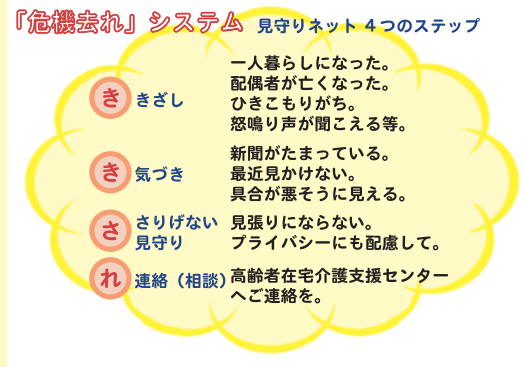 「危機去れ」システム 見守りネット 4つのステップ
き きざし
一人暮らしになった。
配偶者が亡くなった。
ひきこもりがち。
怒鳴り声が聞こえる等。
き 気づき
新聞がたまっている。
最近見かけない。
具合が悪そうに見える。
さ さりげない
見守り
見張りにならない。
プライバシーにも配慮して。
れ 連絡（相談）
高齢者在宅介護支援センター
へご連絡を。